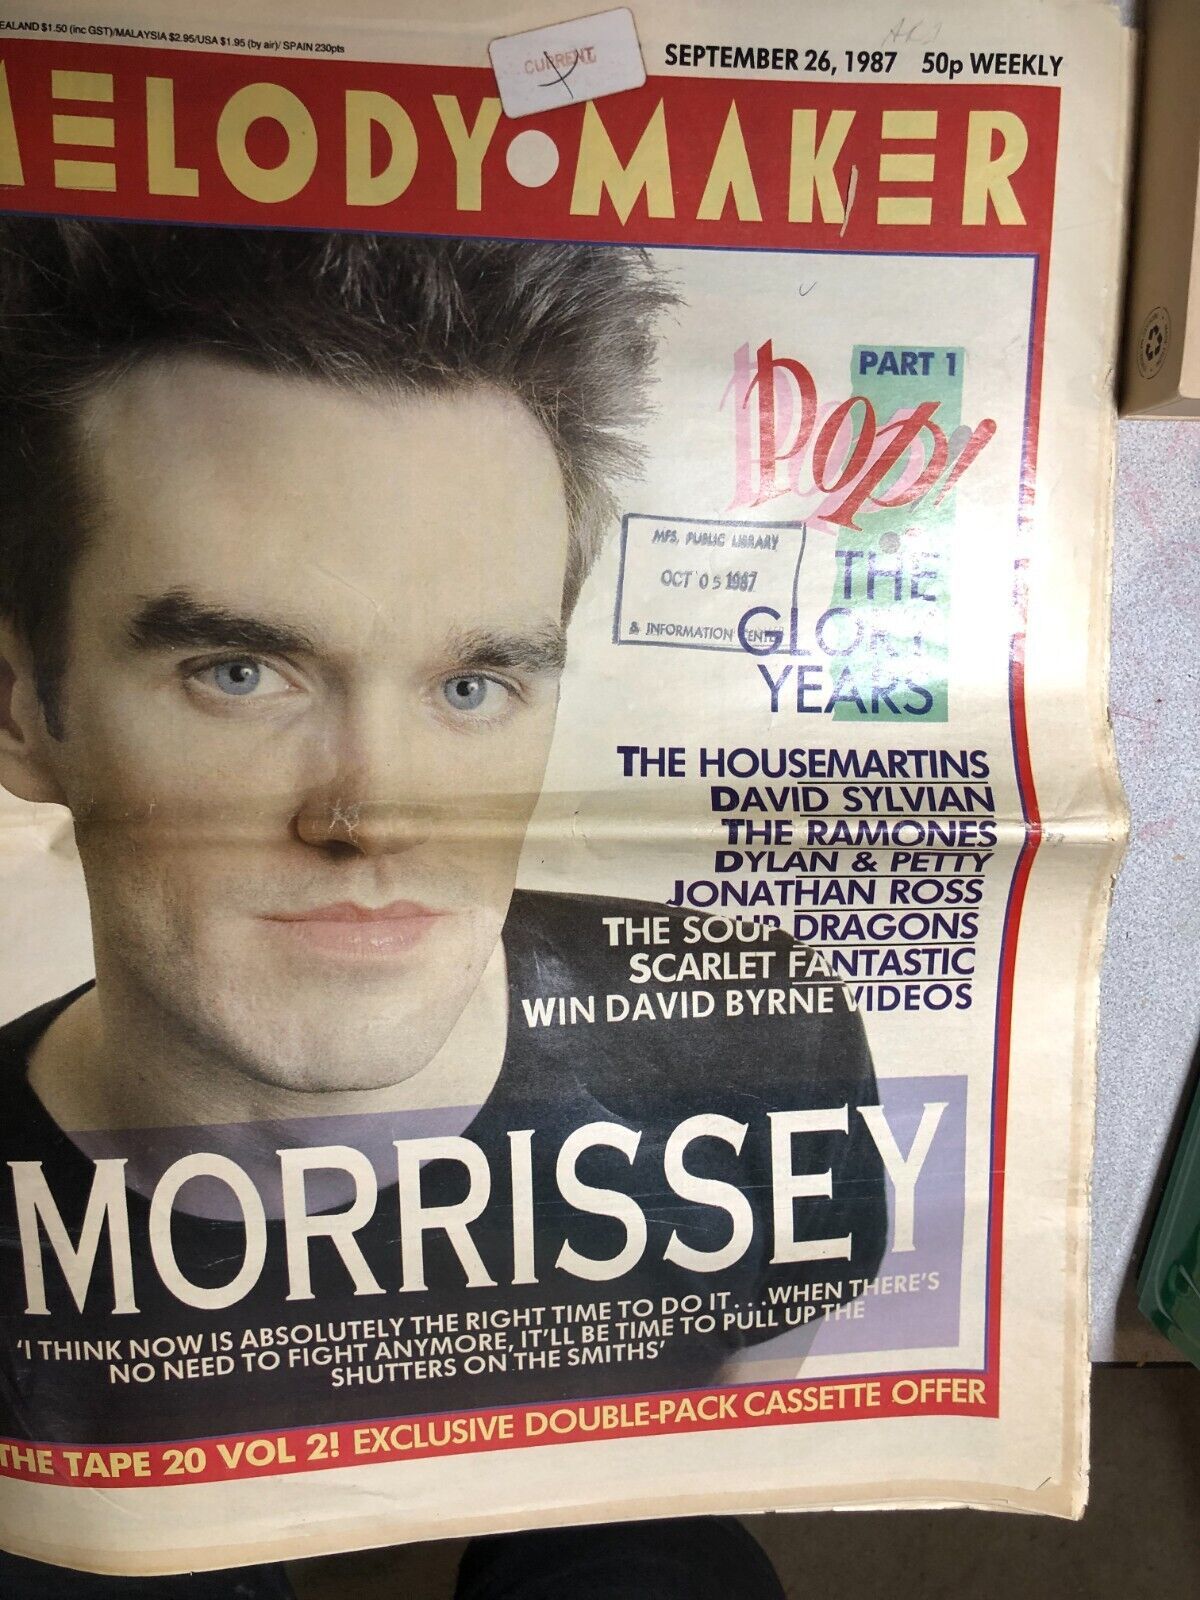 EALAND $1.50 (inc GST)/MALAYSIA $2.95/USA $1.95 (by air)/ SPAIN 230pts
CURRENT
SEPTEMBER 26, 1987 50p WEEKLY
MELODY•MAKER
PART 1
Pop!
MPS. PUBLIC LIBRARY
OCT 05 1987
& INFORMATION CENTER
THE
GLORY
YEARS
THE HOUSEMARTINS
DAVID SYLVIAN
THE RAMONES
DYLAN & PETTY
JONATHAN ROSS
THE SOUP DRAGONS
SCARLET FANTASTIC
WIN DAVID BYRNE VIDEOS
MORRISSEY
'I THINK NOW IS ABSOLUTELY THE RIGHT TIME TO DO IT. . .WHEN THERE'S
NO NEED TO FIGHT ANYMORE, IT'LL BE TIME TO PULL UP THE
SHUTTERS ON THE SMITHS'
THE TAPE 20 VOL 2! EXCLUSIVE DOUBLE-PACK CASSETTE OFFER